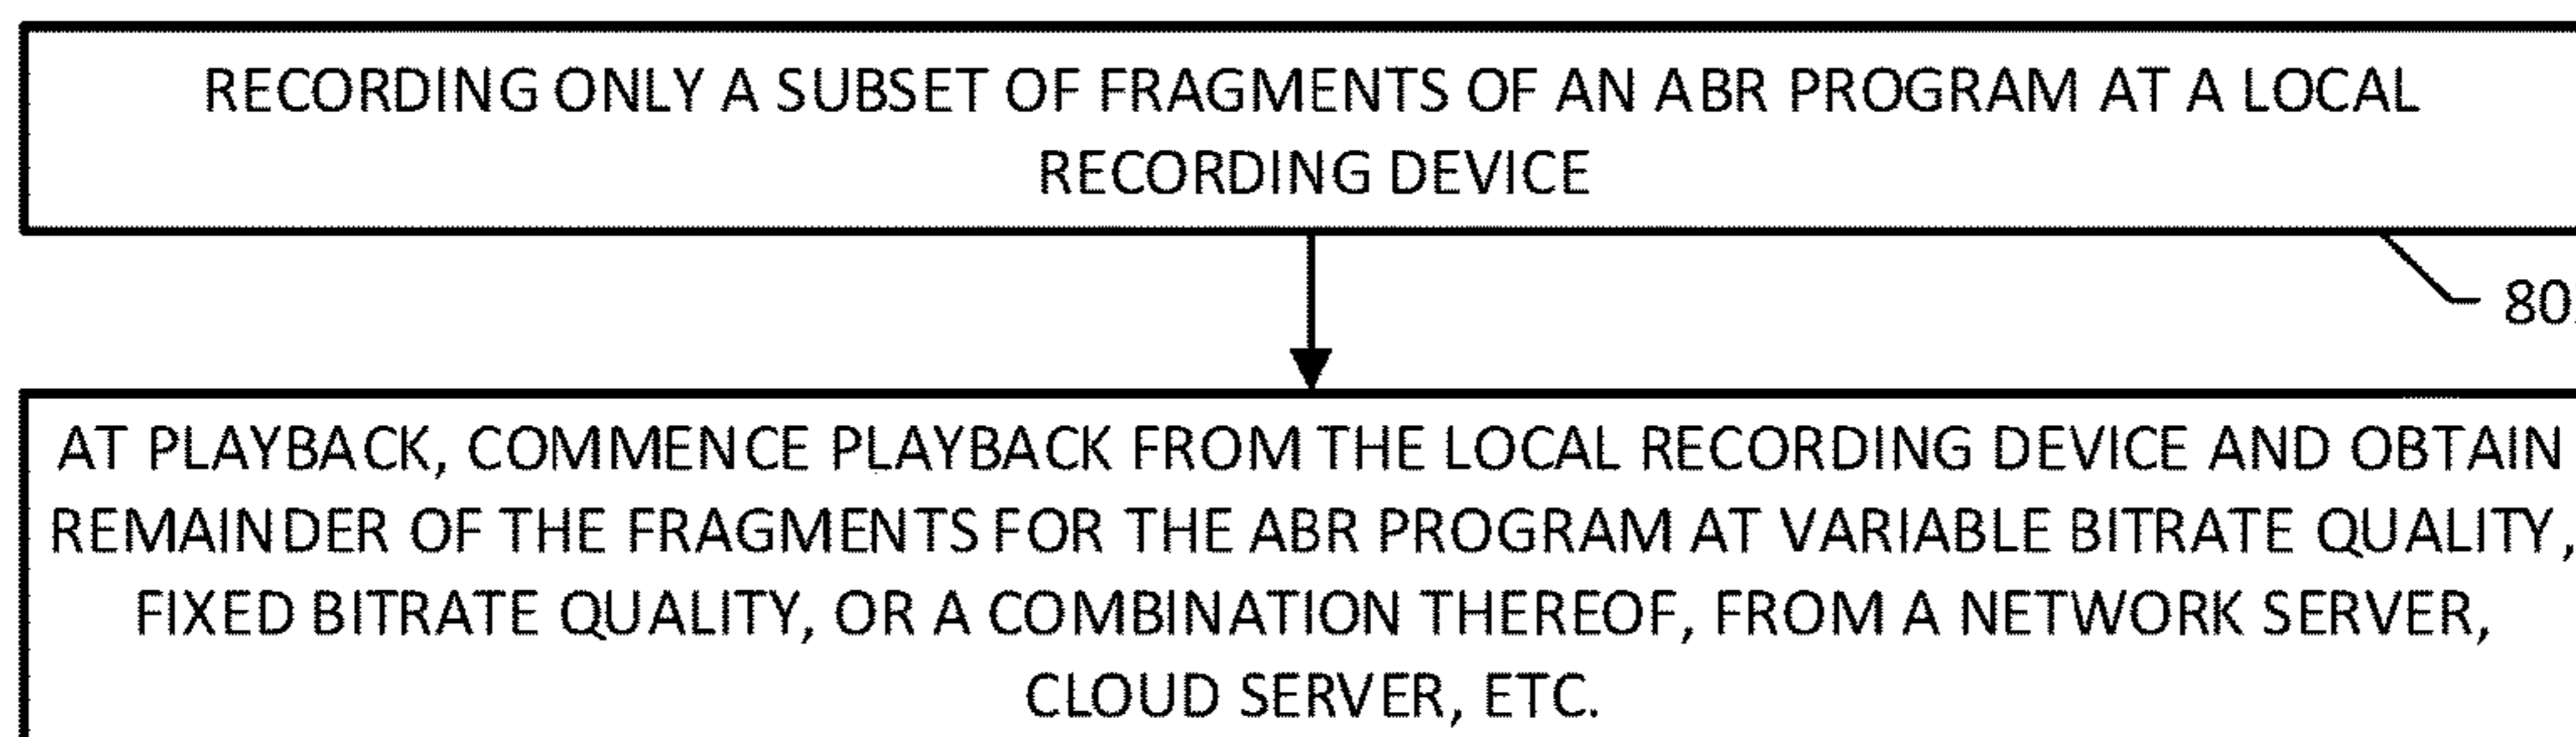 RECORDING ONLY A SUBSET OF FRAGMENTS OF AN ABR PROGRAM AT A LOCAL
RECORDING DEVICE
AT PLAYBACK, COMMENCE PLAYBACK FROM THE LOCAL RECORDING DEVICE AND OBTAIN
REMAINDER OF THE FRAGMENTS FOR THE ABR PROGRAM AT VARIABLE BITRATE QUALITY,
FIXED BITRATE QUALITY, OR A COMBINATION THEREOF, FROM A NETWORK SERVER,
CLOUD SERVER, ETC.